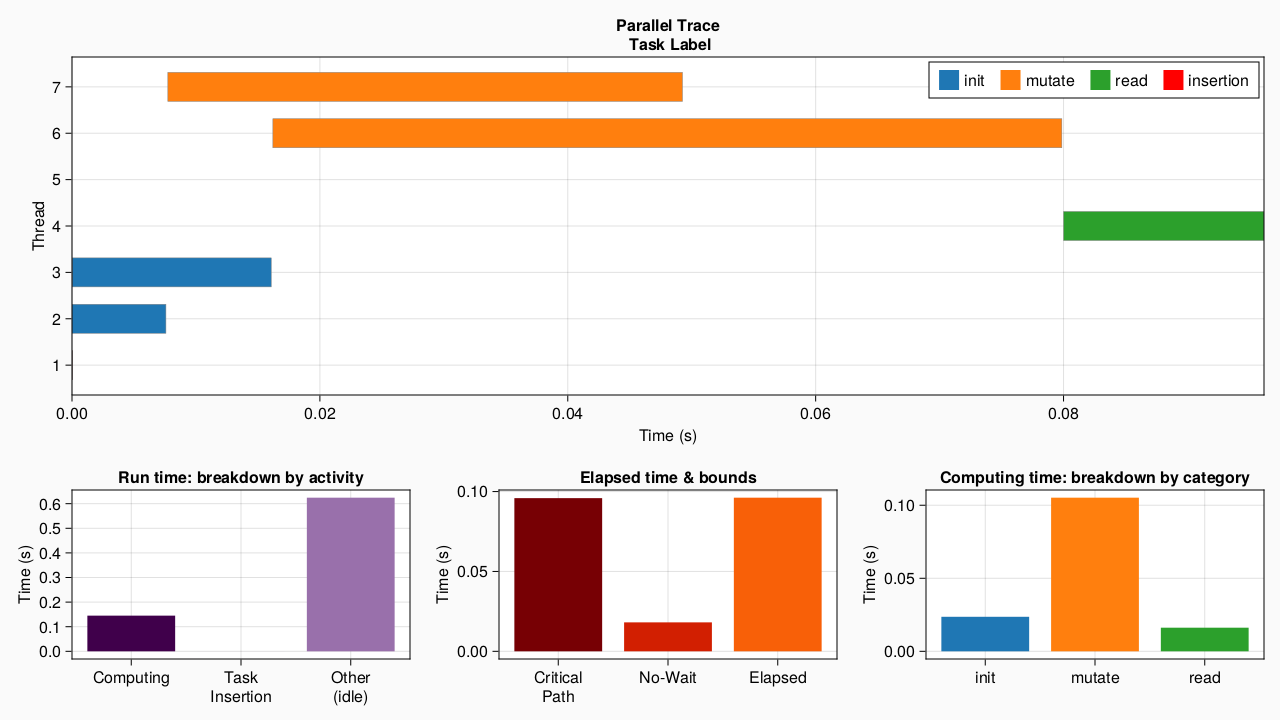 Parallel Trace
Task Label
init mutate read insertion
7
6
5
4
3
2
1
Thread
0.00 0.02 0.04 0.06 0.08
Time (s)
Run time: breakdown by activity
0.6
0.5
0.4
0.3
0.2
0.1
0.0
Time (s)
Computing Task Other
Insertion (idle)
Elapsed time & bounds
0.10
0.05
0.00
Time (s)
Critical No-Wait Elapsed
Path
Computing time: breakdown by category
0.10
0.05
0.00
Time (s)
init mutate read